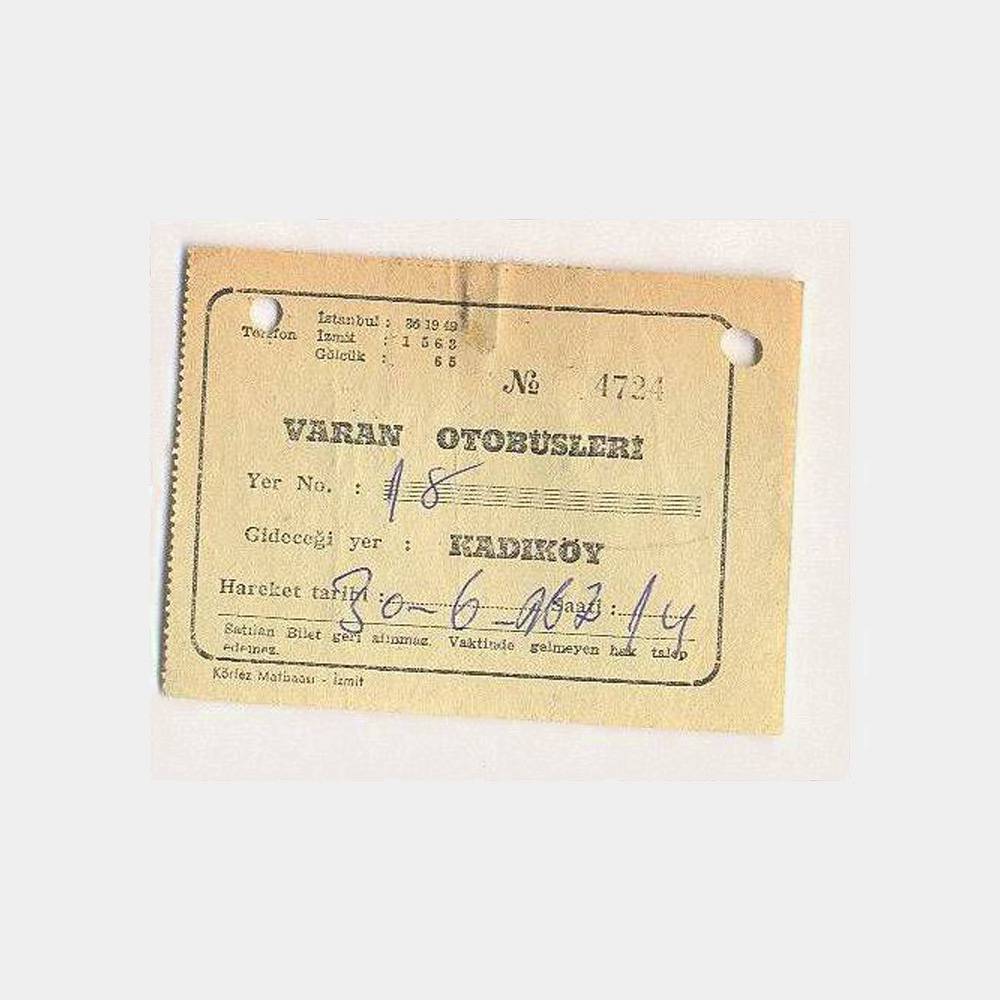 Telefon
İstanbul : 36 19 49
İzmit : 1 5 6 3
Gölcük : 6 5
№ 4724
VARAN OTOBÜSLERİ
Yer No. : 18
Gideceği yer : KADIKÖY
Hareket tarihi : 30-6-963 Saati : 14
Satılan Bilet geri alınmaz. Vaktinde gelmeyen hak talep
edemez.
Körfez Matbaası - İzmit